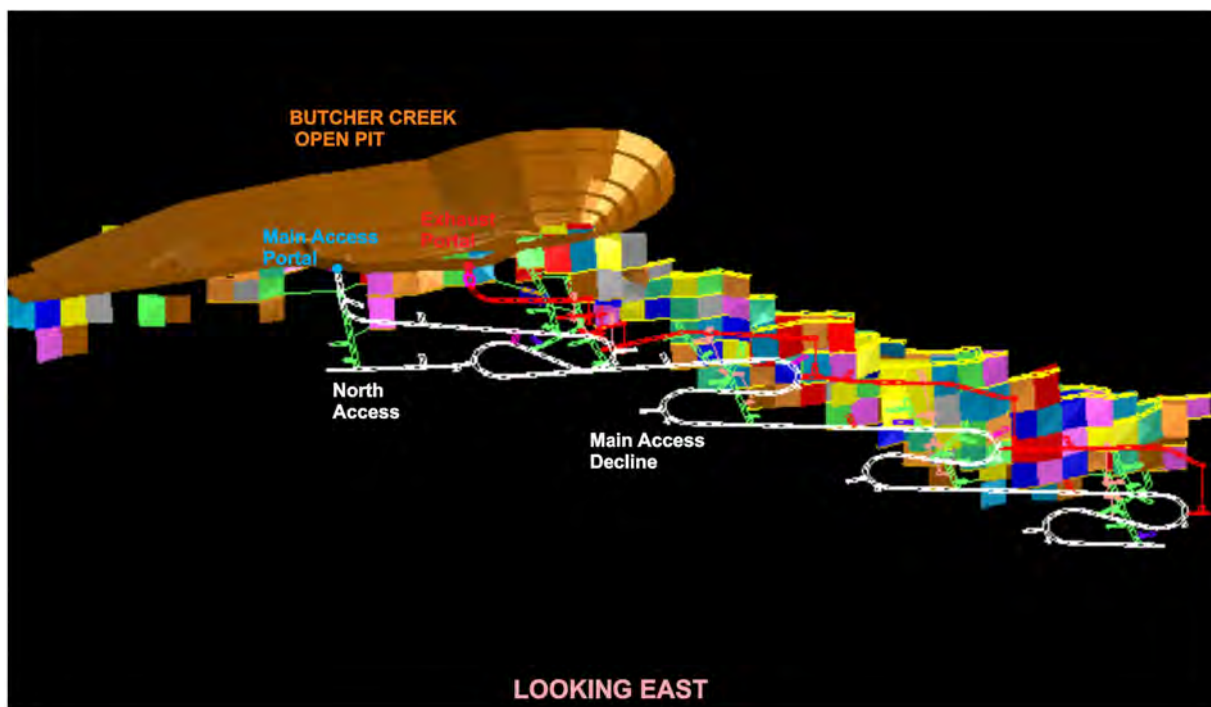 BUTCHER CREEK
OPEN PIT
Exhaust
Portal
Main Access
Portal
North
Access
Main Access
Decline
LOOKING EAST